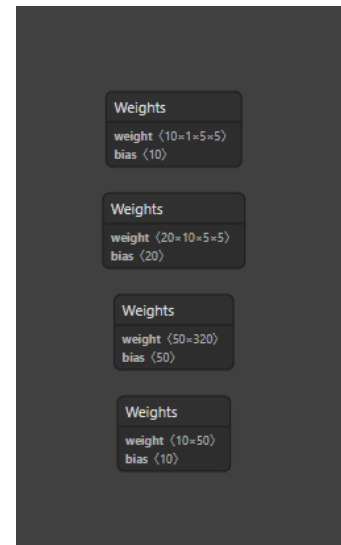 Weights
weight 〈10×1×5×5〉
bias 〈10〉
Weights
weight 〈20×10×5×5〉
bias 〈20〉
Weights
weight 〈50×320〉
bias 〈50〉
Weights
weight 〈10×50〉
bias 〈10〉